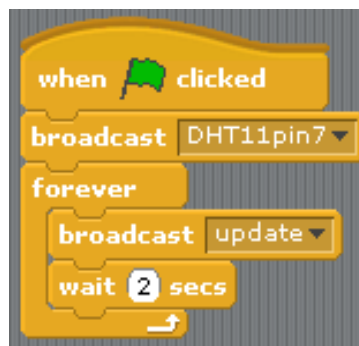 when clicked
broadcast DHT11pin7
forever
broadcast update
wait 2 secs